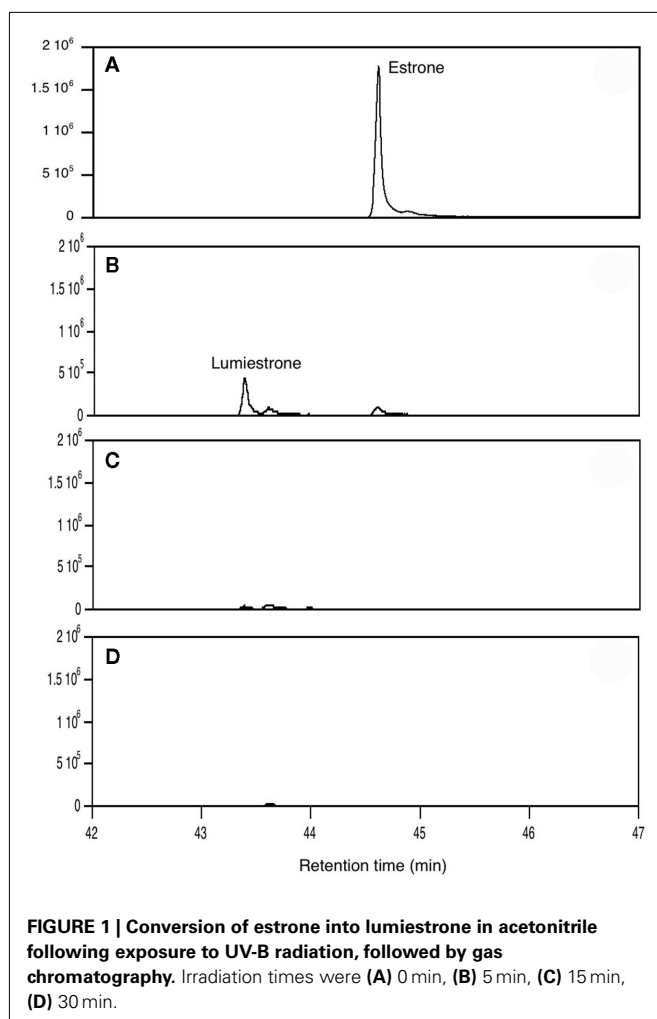 2 10⁶
A
Estrone
1.5 10⁶
1 10⁶
5 10⁵
0
2 10⁶
B
1.5 10⁶
1 10⁶
Lumiestrone
5 10⁵
0
2 10⁶
C
1.5 10⁶
1 10⁶
5 10⁵
0
2 10⁶
D
1.5 10⁶
1 10⁶
5 10⁵
0
42 43 44 45 46 47
Retention time (min)
FIGURE 1 | Conversion of estrone into lumiestrone in acetonitrile
following exposure to UV-B radiation, followed by gas
chromatography. Irradiation times were (A) 0 min, (B) 5 min, (C) 15 min,
(D) 30 min.